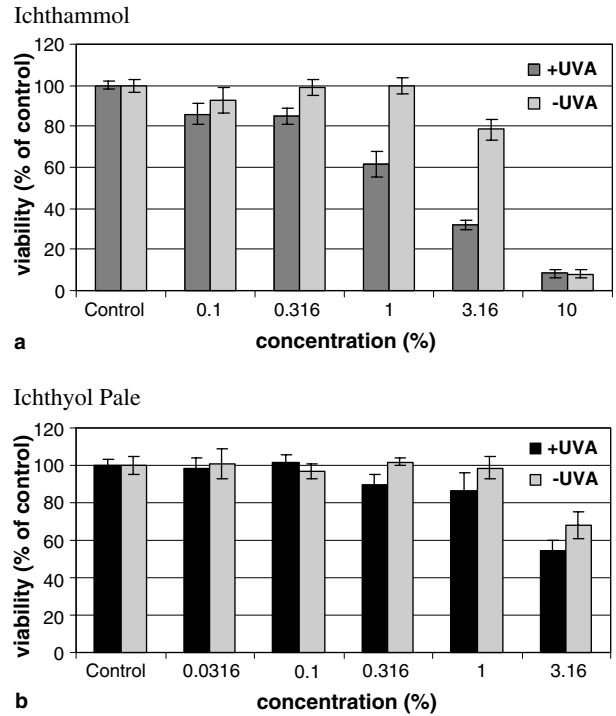 Ichthammol
120
100
80
60
40
20
0
viability (% of control)
+UVA
-UVA
Control 0.1 0.316 1 3.16 10
concentration (%)
a
Ichthyol Pale
120
100
80
60
40
20
0
viability (% of control)
+UVA
-UVA
Control 0.0316 0.1 0.316 1 3.16
concentration (%)
b